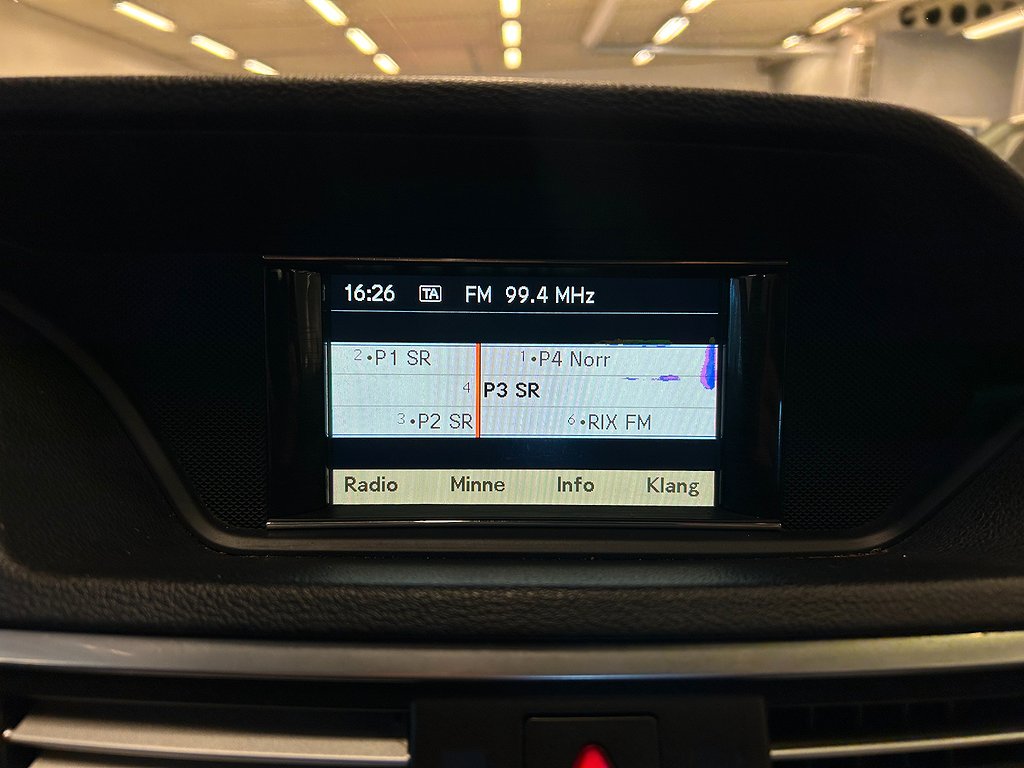 16:26 TA FM 99.4 MHz
2•P1 SR 1•P4 Norr
4 P3 SR
3•P2 SR 6•RIX FM
Radio Minne Info Klang